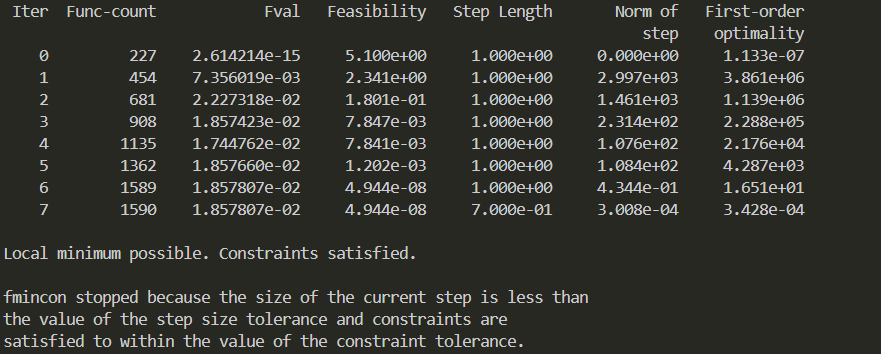 Iter  Func-count            Fval   Feasibility   Step Length       Norm of   First-order
                                                                      step    optimality
   0         227    2.614214e-15     5.100e+00     1.000e+00     0.000e+00     1.133e-07
   1         454    7.356019e-03     2.341e+00     1.000e+00     2.997e+03     3.861e+06
   2         681    2.227318e-02     1.801e-01     1.000e+00     1.461e+03     1.139e+06
   3         908    1.857423e-02     7.847e-03     1.000e+00     2.314e+02     2.288e+05
   4        1135    1.744762e-02     7.841e-03     1.000e+00     1.076e+02     2.176e+04
   5        1362    1.857660e-02     1.202e-03     1.000e+00     1.084e+02     4.287e+03
   6        1589    1.857807e-02     4.944e-08     1.000e+00     4.344e-01     1.651e+01
   7        1590    1.857807e-02     4.944e-08     7.000e-01     3.008e-04     3.428e-04
Local minimum possible. Constraints satisfied.
fmincon stopped because the size of the current step is less than
the value of the step size tolerance and constraints are
satisfied to within the value of the constraint tolerance.